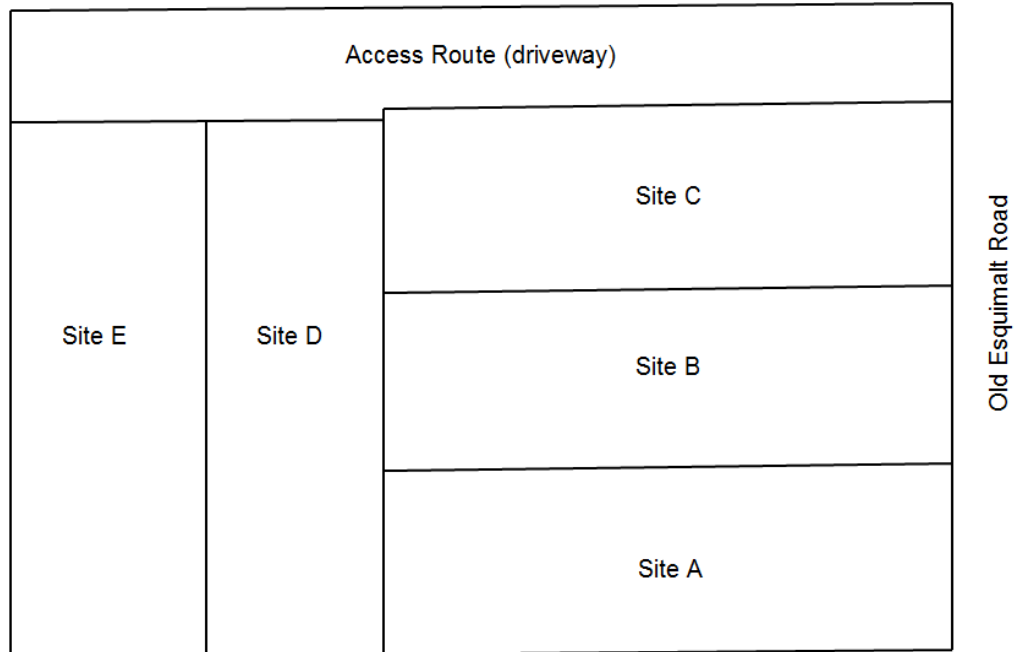 Access Route (driveway)
Site C
Site E
Site D
Site B
Old Esquimalt Road
Site A